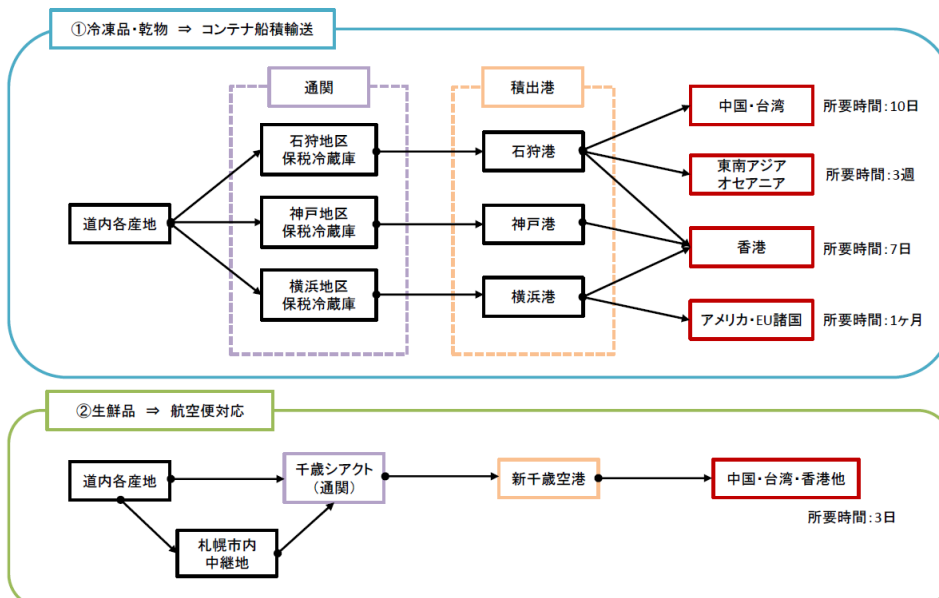 ①冷凍品・乾物 ⇒ コンテナ船積輸送
通関
積出港
中国・台湾
所要時間：10日
石狩地区
保税冷蔵庫
石狩港
東南アジア
オセアニア
所要時間：3週
道内各産地
神戸地区
保税冷蔵庫
神戸港
香港
所要時間：7日
横浜地区
保税冷蔵庫
横浜港
アメリカ・EU諸国
所要時間：1ヶ月
②生鮮品 ⇒ 航空便対応
道内各産地
千歳シアクト
（通関）
新千歳空港
中国・台湾・香港他
所要時間：3日
札幌市内
中継地